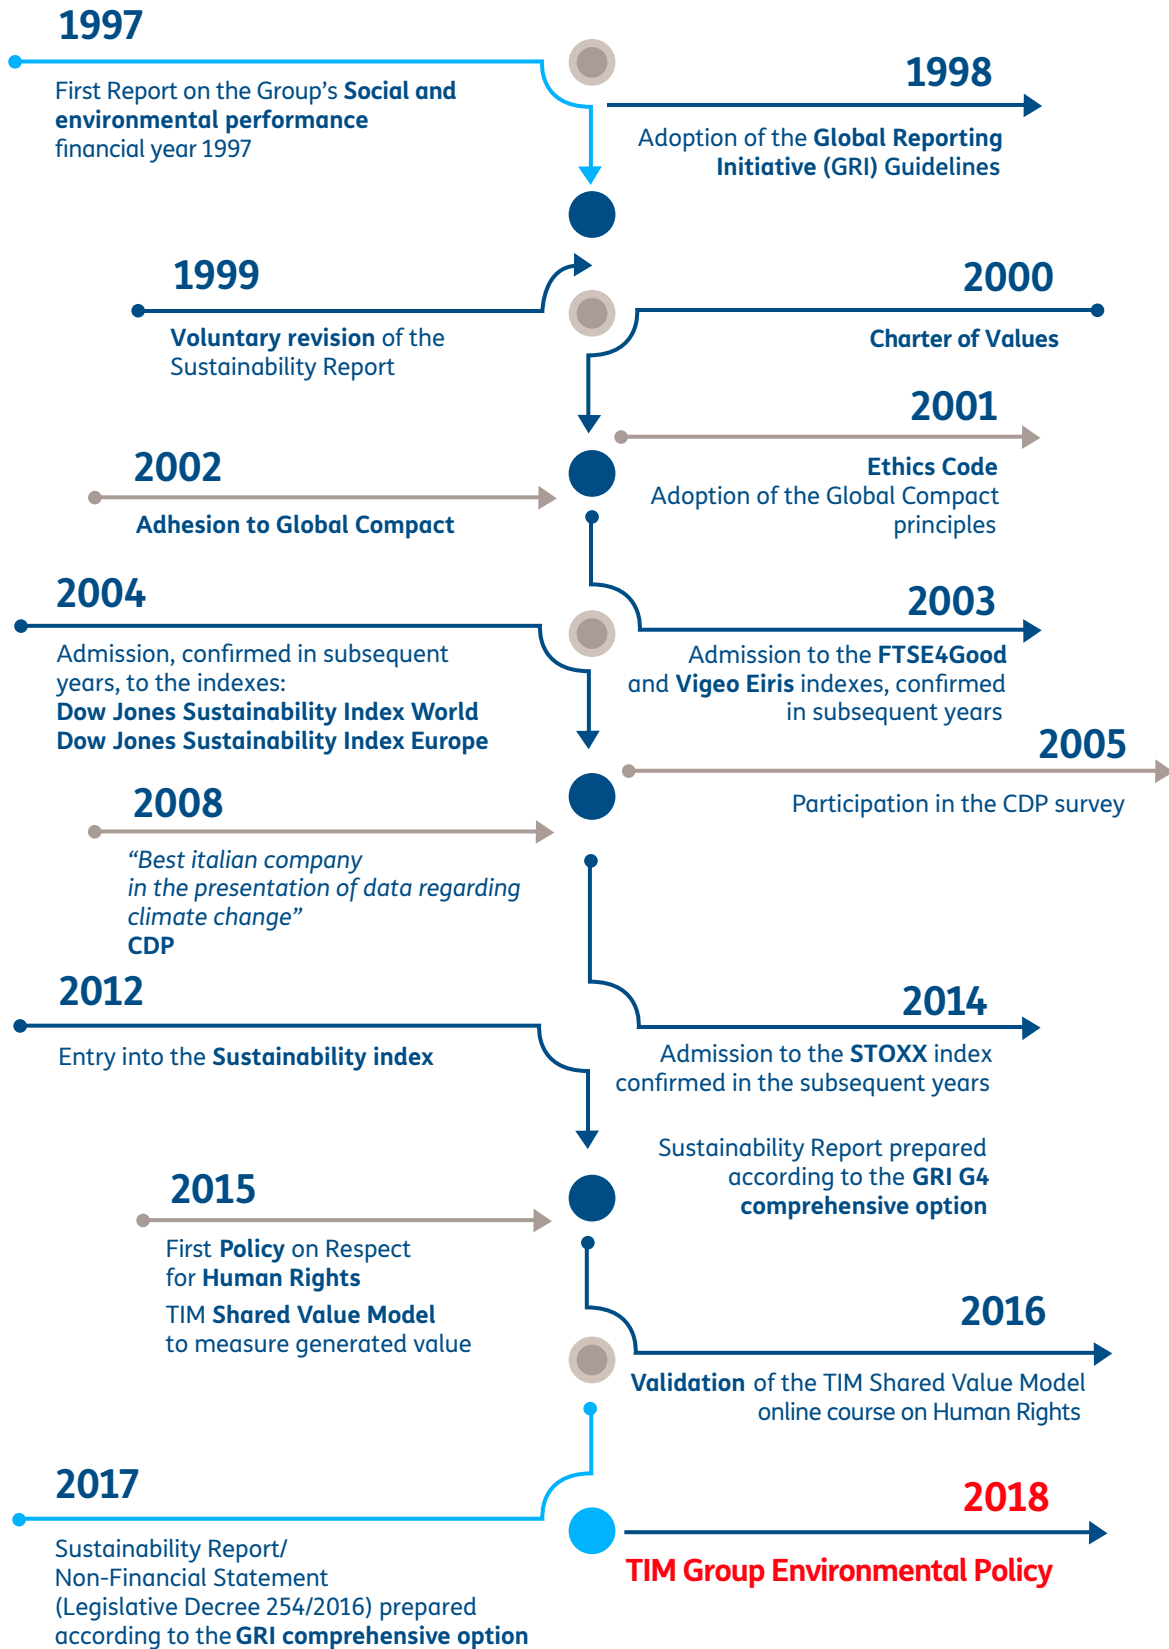 1997
First Report on the Group’s Social and
environmental performance
financial year 1997
1998
Adoption of the Global Reporting
Initiative (GRI) Guidelines
1999
Voluntary revision of the
Sustainability Report
2000
Charter of Values
2001
Ethics Code
Adoption of the Global Compact
principles
2002
Adhesion to Global Compact
2004
Admission, confirmed in subsequent
years, to the indexes:
Dow Jones Sustainability Index World
Dow Jones Sustainability Index Europe
2003
Admission to the FTSE4Good
and Vigeo Eiris indexes, confirmed
in subsequent years
2005
Participation in the CDP survey
2008
“Best italian company
in the presentation of data regarding
climate change”
CDP
2012
Entry into the Sustainability index
2014
Admission to the STOXX index
confirmed in the subsequent years
Sustainability Report prepared
according to the GRI G4
comprehensive option
2015
First Policy on Respect
for Human Rights
TIM Shared Value Model
to measure generated value
2016
Validation of the TIM Shared Value Model
online course on Human Rights
2017
Sustainability Report/
Non-Financial Statement
(Legislative Decree 254/2016) prepared
according to the GRI comprehensive option
2018
TIM Group Environmental Policy